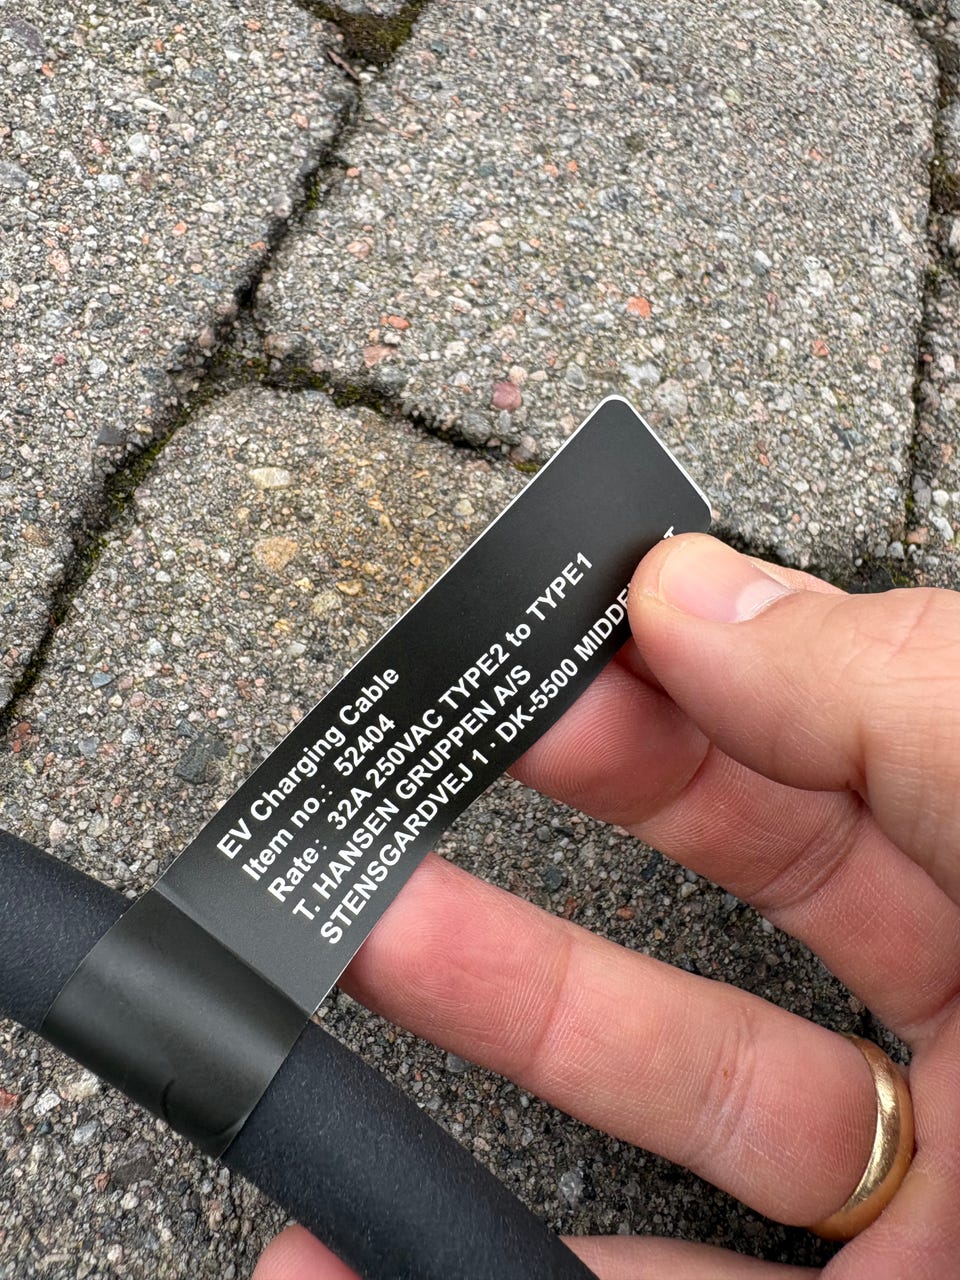 EV Charging Cable
Item no.: 52404
Rate: 32A 250VAC TYPE2 to TYPE1
T. HANSEN GRUPPEN A/S
STENSGARDVEJ 1 · DK-5500